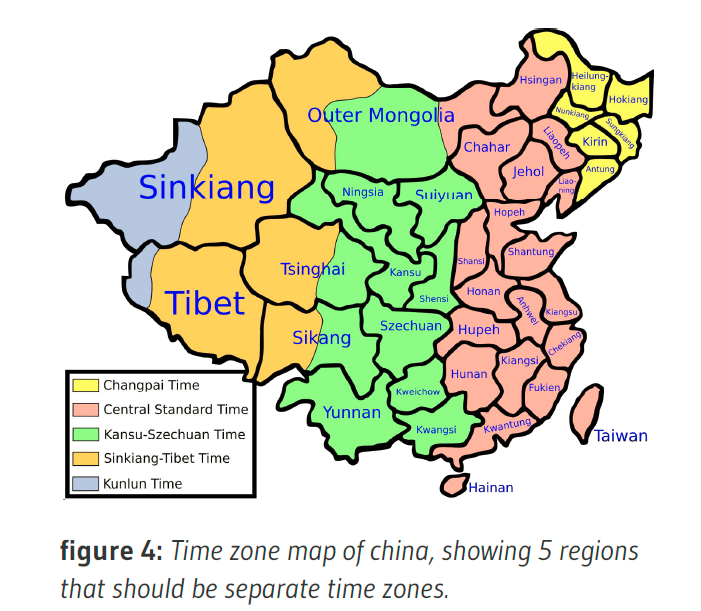 Hsingan
Heilung-
kiang
Hokiang
Nunkiang
Sungkiang
Outer Mongolia
Kirin
Liaopeh
Chahar
Antung
Jehol
Liao-
ning
Sinkiang
Ningsia
Suiyuan
Hopeh
Shantung
Shansi
Tsinghai
Kansu
Tibet
Shensi
Honan
Anhwei
Kiangsu
Sikang
Szechuan
Hupeh
Chekiang
Kiangsi
Hunan
Fukien
Kweichow
Yunnan
Kwangsi
Kwantung
Taiwan
Hainan
Changpai Time
Central Standard Time
Kansu-Szechuan Time
Sinkiang-Tibet Time
Kunlun Time
figure 4: Time zone map of china, showing 5 regions
that should be separate time zones.